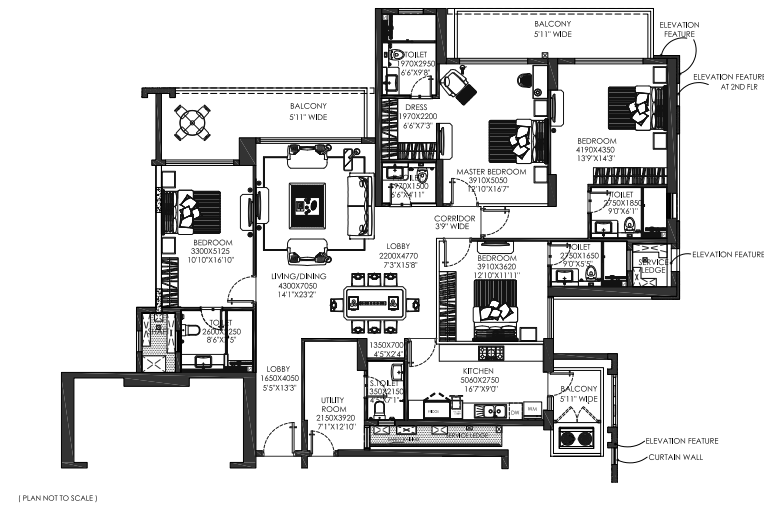 BALCONY
5'11" WIDE
ELEVATION
FEATURE
TOILET
1970X2950
6'6"X9'8"
ELEVATION FEATURE
AT 2ND FLR
BALCONY
5'11" WIDE
DRESS
1970X2200
6'6"X7'3"
BEDROOM
4190X4350
13'9"X14'3"
MASTER BEDROOM
3910X5050
12'10"X16'7"
1970X1500
6'6"X4'11"
TOILET
2750X1850
9'0"X6'1"
CORRIDOR
3'9" WIDE
BEDROOM
3300X5125
10'10"X16'10"
LOBBY
2200X4770
7'3"X15'8"
BEDROOM
3910X3620
12'10"X11'11"
TOILET
2750X1650
9'0"X5'5"
SERVICE
LEDGE
ELEVATION FEATURE
LIVING/DINING
4300X7050
14'1"X23'2"
TOILET
1350X700
4'5"X2'4"
LOBBY
1650X4050
5'5"X13'3"
S.TOILET
KITCHEN
5060X2750
16'7"X9'0"
BALCONY
5'11" WIDE
UTILITY
ROOM
2150X3920
7'1"X12'10"
SERVICE LEDGE
ELEVATION FEATURE
CURTAIN WALL
( PLAN NOT TO SCALE )